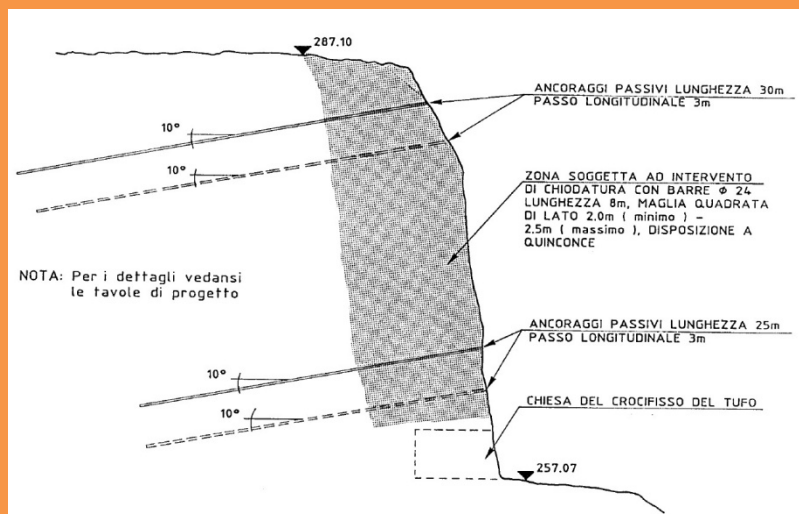 287.10
ANCORAGGI PASSIVI LUNGHEZZA 30m
PASSO LONGITUDINALE 3m
10°
10°
ZONA SOGGETTA AD INTERVENTO
DI CHIODATURA CON BARRE ϕ 24
LUNGHEZZA 8m, MAGLIA QUADRATA
DI LATO 2.0m ( minimo ) -
2.5m ( massimo ), DISPOSIZIONE A
QUINCONCE
NOTA: Per i dettagli vedansi
le tavole di progetto
ANCORAGGI PASSIVI LUNGHEZZA 25m
PASSO LONGITUDINALE 3m
10°
10°
CHIESA DEL CROCIFISSO DEL TUFO
257.07